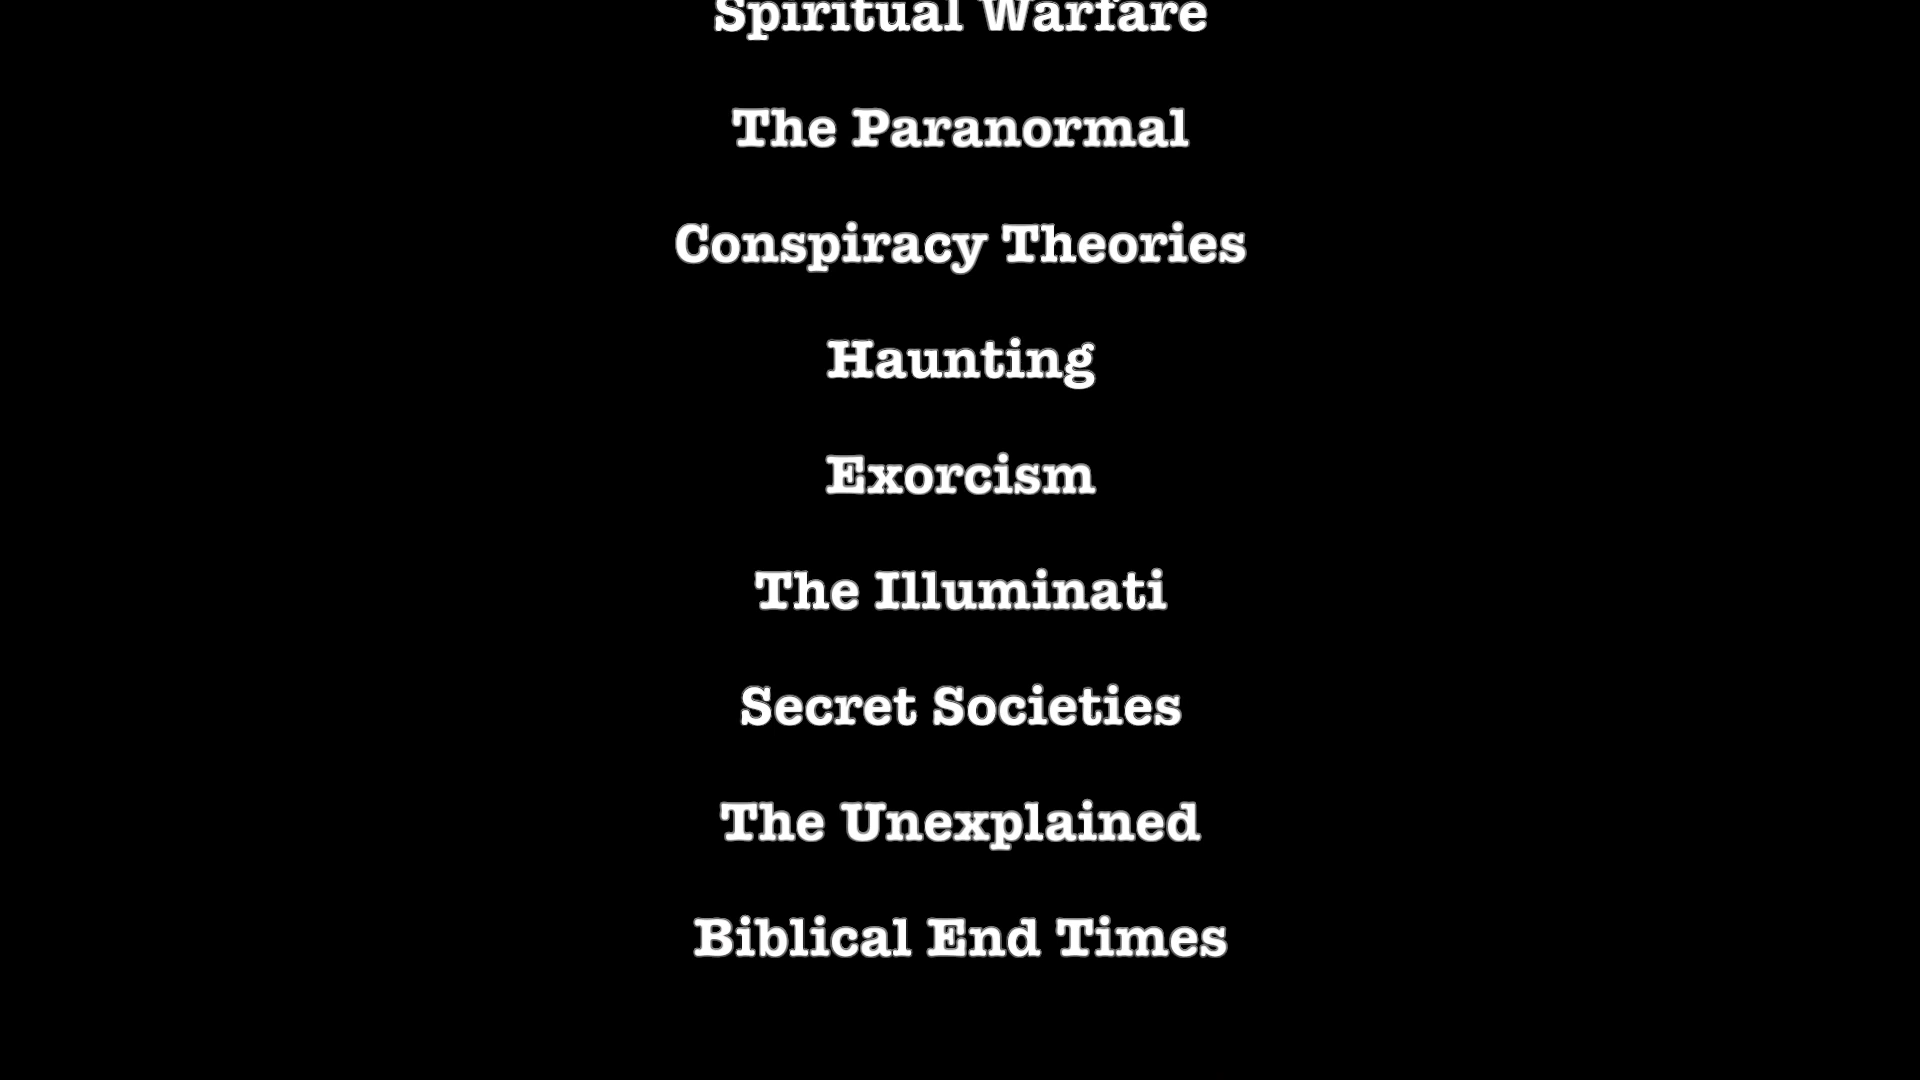 Spiritual Warfare
The Paranormal
Conspiracy Theories
Haunting
Exorcism
The Illuminati
Secret Societies
The Unexplained
Biblical End Times